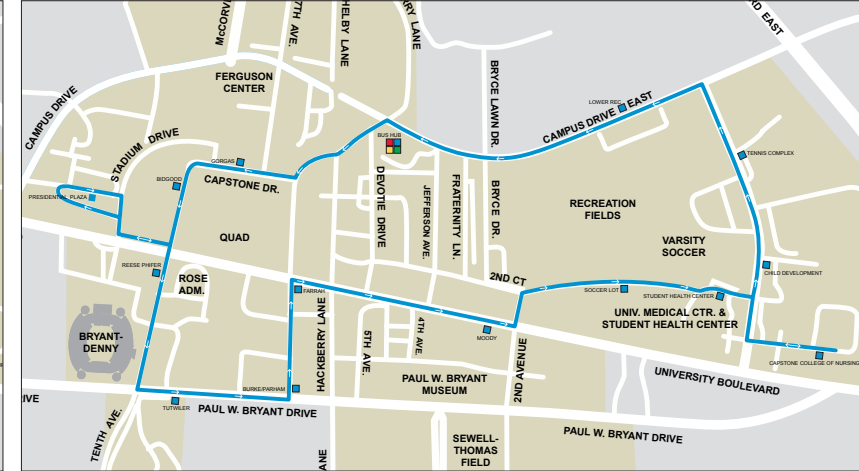 McCORV
7TH AVE.
HELBY LANE
RY LANE
RD EAST
FERGUSON
CENTER
CAMPUS DRIVE
STADIUM DRIVE
BRYCE LAWN DR.
LOWER REC
CAMPUS DRIVE EAST
BUS HUB
GORGAS
TENNIS COMPLEX
BIDGOOD
CAPSTONE DR.
PRESIDENTIAL PLAZA
DEVOTIE DRIVE
JEFFERSON AVE.
FRATERNITY LN.
BRYCE DR.
RECREATION
FIELDS
QUAD
VARSITY
SOCCER
REESE PHIFER
ROSE
ADM.
2ND CT
CHILD DEVELOPMENT
FARRAH
SOCCER LOT
STUDENT HEALTH CENTER
UNIV. MEDICAL CTR. &
STUDENT HEALTH CENTER
BRYANT-
DENNY
HACKBERRY LANE
5TH AVE.
4TH AVE.
MOODY
2ND AVENUE
CAPSTONE COLLEGE OF NURSING
PAUL W. BRYANT
MUSEUM
UNIVERSITY BOULEVARD
BURKE/PARHAM
RIVE
TUTWILER
PAUL W. BRYANT DRIVE
TENTH AVE.
PAUL W. BRYANT DRIVE
SEWELL-
THOMAS
FIELD
ANE